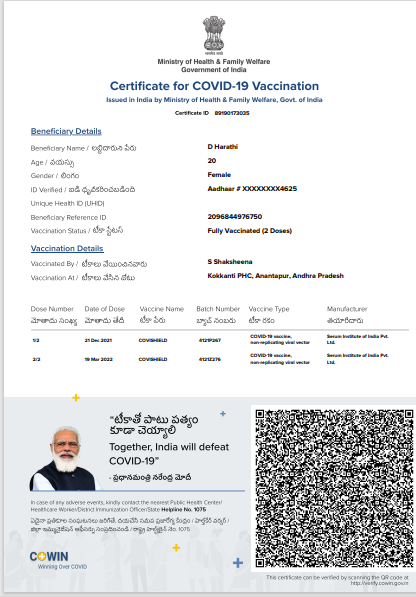 Ministry of Health & Family Welfare
Government of India
Certificate for COVID-19 Vaccination
Issued in India by Ministry of Health & Family Welfare, Govt. of India
Certificate ID 89190173035
Beneficiary Details
Beneficiary Name / లబ్ధిదారుని పేరు D Harathi
Age / వయస్సు 20
Gender / లింగం Female
ID Verified / ఐడి ధృవీకరించబడింది Aadhaar # XXXXXXXX4625
Unique Health ID (UHID)
Beneficiary Reference ID 2096844976750
Vaccination Status / టీకా స్టేటస్ Fully Vaccinated (2 Doses)
Vaccination Details
Vaccinated By / టీకాలు వేయించినవారు S Shaksheena
Vaccination At / టీకాలు వేసిన చోటు Kokkanti PHC, Anantapur, Andhra Pradesh
Dose Number Date of Dose Vaccine Name Batch Number Vaccine Type Manufacturer
మోతాదు సంఖ్య మోతాదు తేదీ టీకా పేరు బ్యాచ్ నంబరు టీకా రకం తయారీదారు
1/2 21 Dec 2021 COVISHIELD 4121P267 COVID-19 vaccine, non-replicating viral vector Serum Institute of India Pvt. Ltd.
2/2 19 Mar 2022 COVISHIELD 4121Z276 COVID-19 vaccine, non-replicating viral vector Serum Institute of India Pvt. Ltd.
“టీకాతో పాటు పత్యం
కూడా చెయ్యాలి
Together, India will defeat
COVID-19”
- ప్రధానమంత్రి నరేంద్ర మోదీ
In case of any adverse events, kindly contact the nearest Public Health Center/
Healthcare Worker/District Immunization Officer/State Helpline No. 1075
COWIN
Winning Over COVID
This certificate can be verified by scanning the QR code at
http://verify.cowin.gov.in